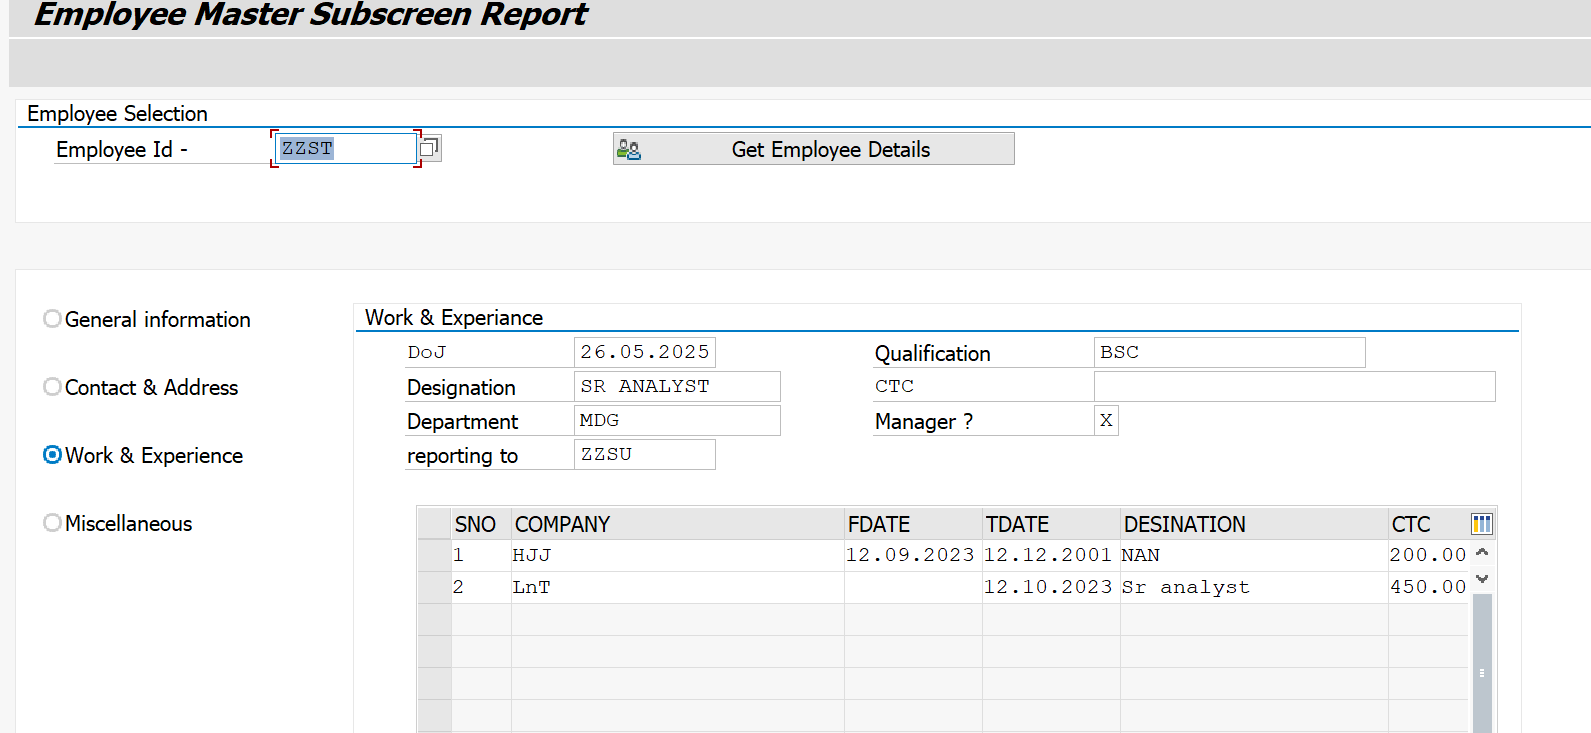 Employee Master Subscreen Report
Employee Selection
Employee Id - ZZST Get Employee Details
General information
Contact & Address
Work & Experience
Miscellaneous
Work & Experiance
DoJ 26.05.2025 Qualification BSC
Designation SR ANALYST CTC
Department MDG Manager ? X
reporting to ZZSU
SNO COMPANY FDATE TDATE DESINATION CTC
1 HJJ 12.09.2023 12.12.2001 NAN 200.00
2 LnT 12.10.2023 Sr analyst 450.00